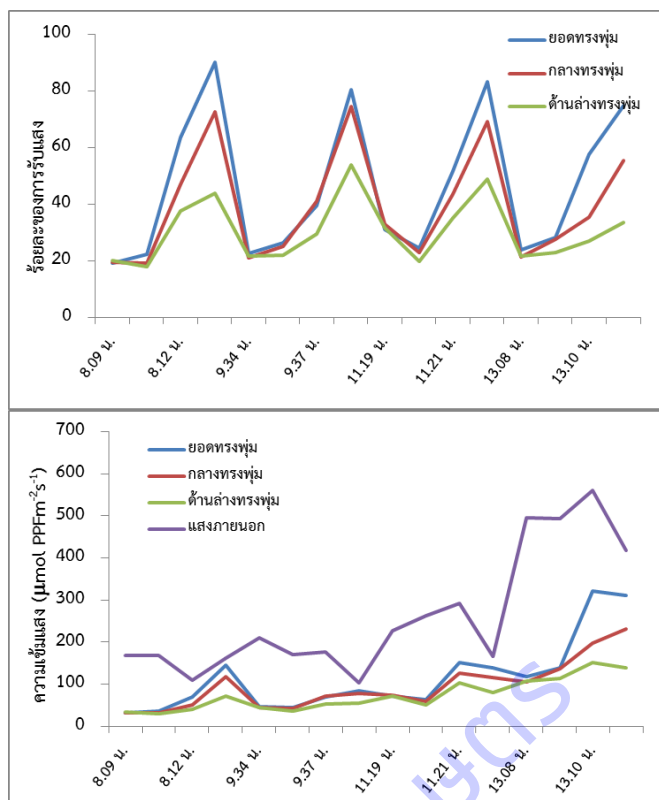 100
80
60
40
20
0
ร้อยละของการรับแสง
ยอดทรงพุ่ม
กลางทรงพุ่ม
ด้านล่างทรงพุ่ม
8.09 น.
8.12 น.
9.34 น.
9.37 น.
11.19 น.
11.21 น.
13.08 น.
13.10 น.
700
600
500
400
300
200
100
0
ความเข้มแสง (µmol PPFm⁻²s⁻¹)
ยอดทรงพุ่ม
กลางทรงพุ่ม
ด้านล่างทรงพุ่ม
แสงภายนอก
8.09 น.
8.12 น.
9.34 น.
9.37 น.
11.19 น.
11.21 น.
13.08 น.
13.10 น.